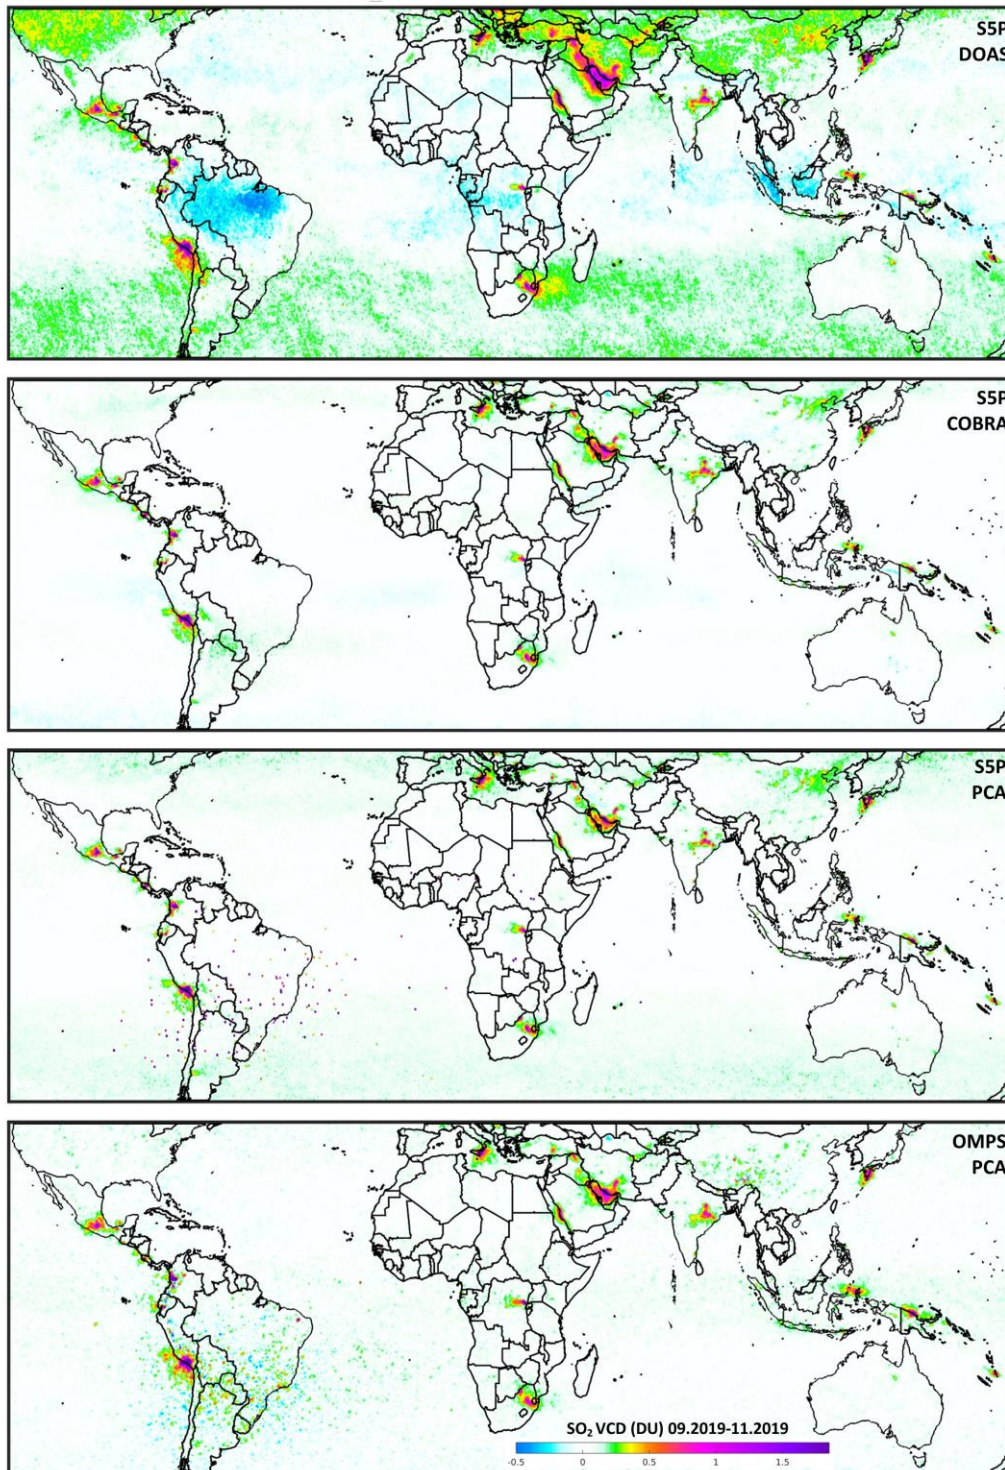 S5P
DOAS
S5P
COBRA
S5P
PCA
OMPS
PCA
SO₂ VCD (DU) 09.2019-11.2019
-0.5 0 0.5 1 1.5